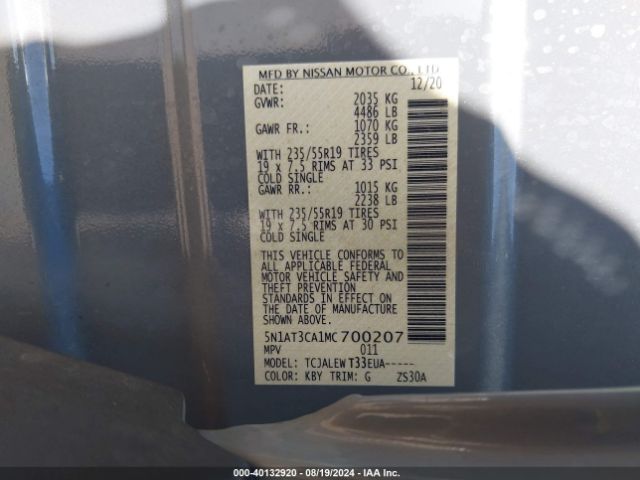 MFD BY NISSAN MOTOR CO., LTD
DATE: 12/20
GVWR: 2035 KG
4486 LB
GAWR FR.: 1070 KG
2359 LB
WITH 235/55R19 TIRES
19 x 7.5 RIMS AT 33 PSI
COLD SINGLE
GAWR RR.: 1015 KG
2238 LB
WITH 235/55R19 TIRES
19 x 7.5 RIMS AT 30 PSI
COLD SINGLE
THIS VEHICLE CONFORMS TO
ALL APPLICABLE FEDERAL
MOTOR VEHICLE SAFETY AND
THEFT PREVENTION
STANDARDS IN EFFECT ON THE
DATE OF MANUFACTURE SHOWN ABOVE.
5N1AT3CA1MC700207
MPV 011
MODEL: TCJALEW T33EUA-----
COLOR: KBY TRIM: G ZS30A
000-40132920 - 08/19/2024 - IAA Inc.